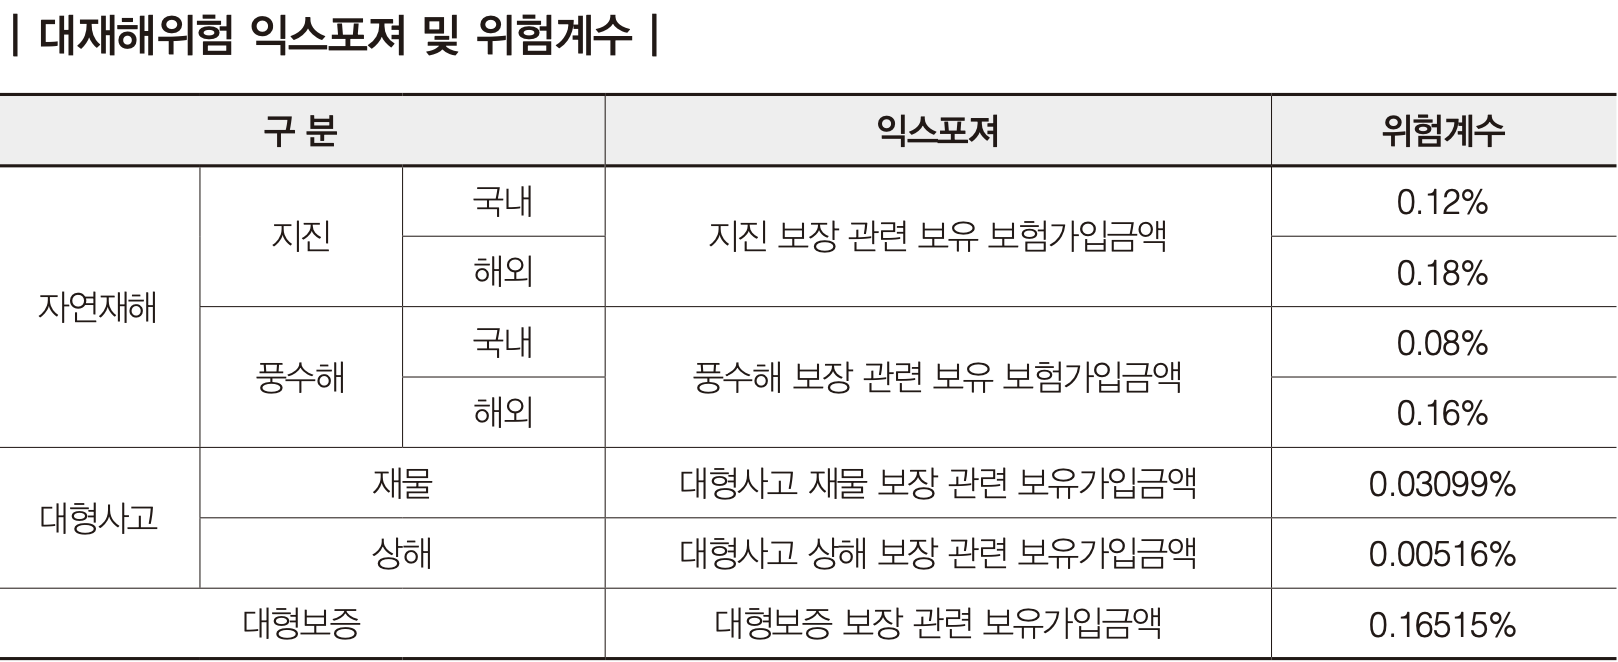 | 대재해위험 익스포져 및 위험계수 |
구 분 익스포져 위험계수
자연재해 지진 국내 지진 보장 관련 보유 보험가입금액 0.12%
해외 0.18%
풍수해 국내 풍수해 보장 관련 보유 보험가입금액 0.08%
해외 0.16%
대형사고 재물 대형사고 재물 보장 관련 보유가입금액 0.03099%
상해 대형사고 상해 보장 관련 보유가입금액 0.00516%
대형보증 대형보증 보장 관련 보유가입금액 0.16515%